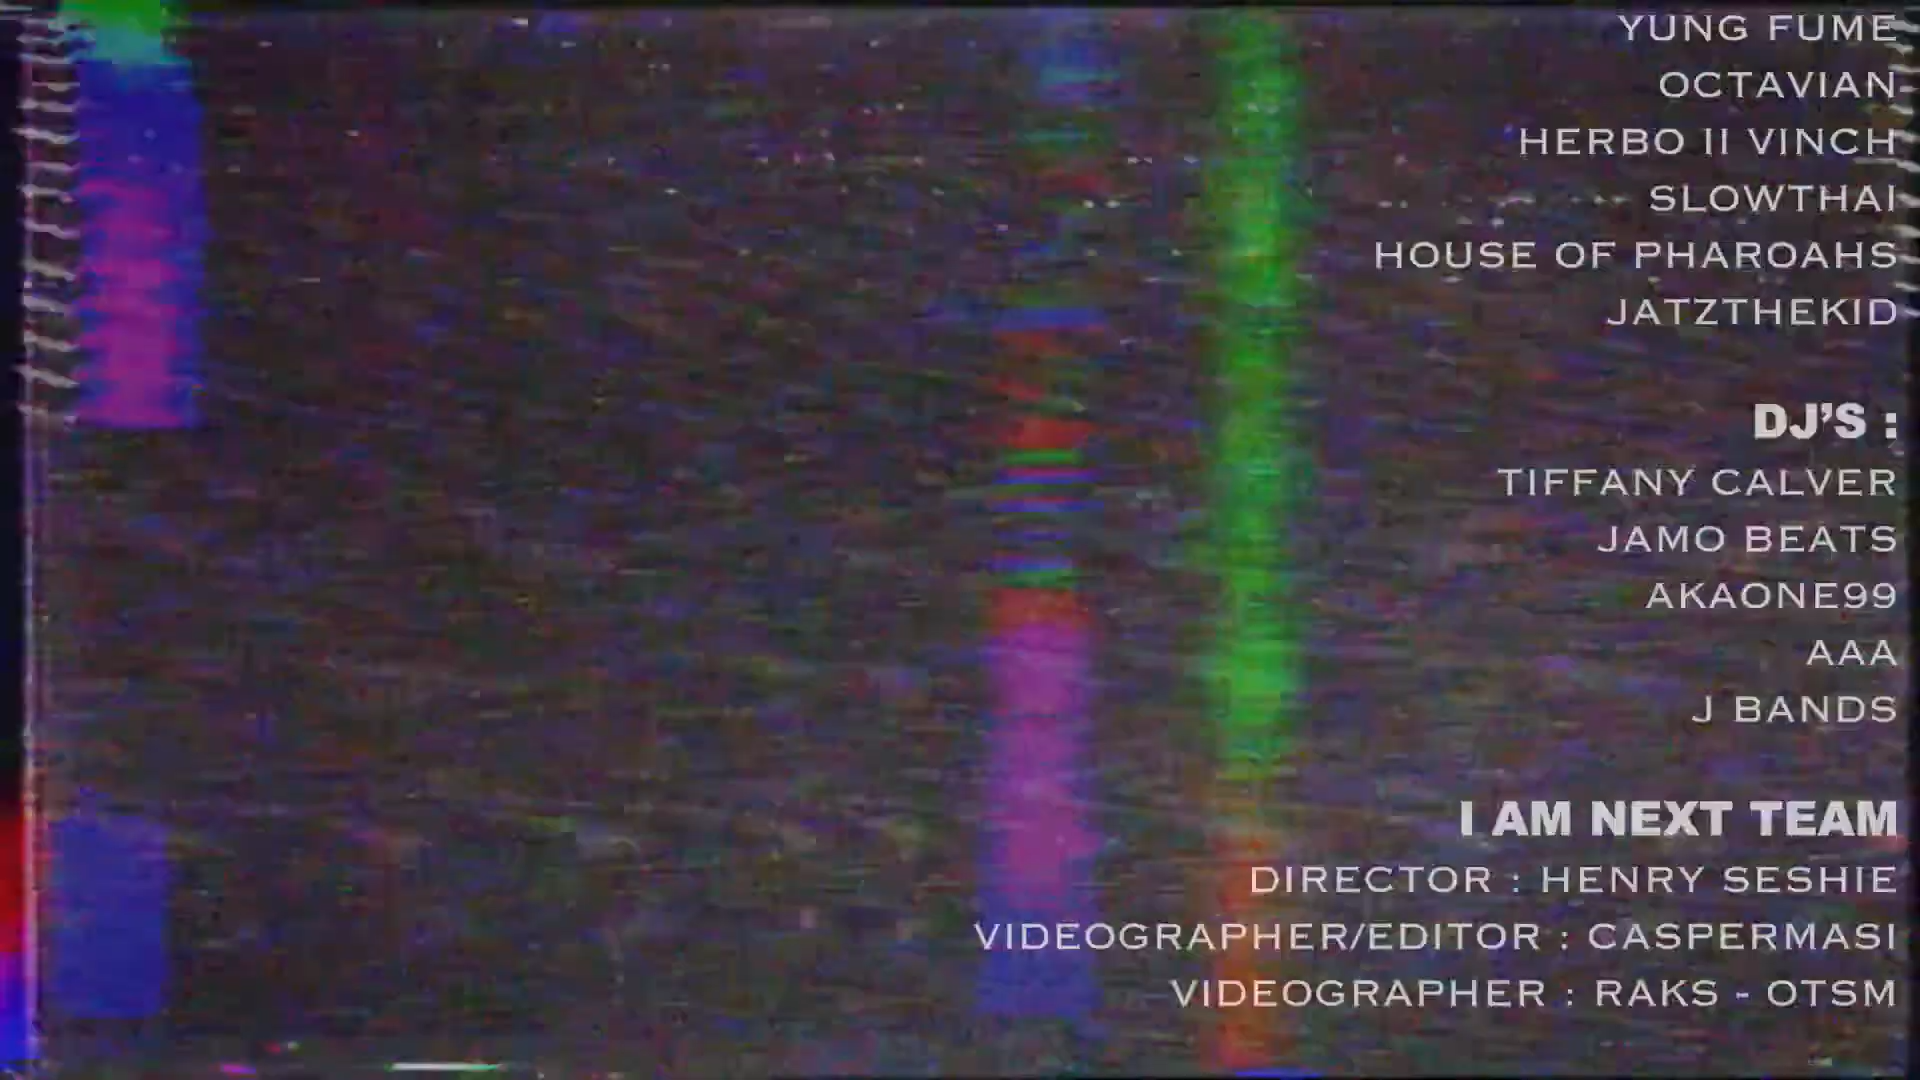 YUNG FUME
OCTAVIAN
HERBO II VINCH
SLOWTHAI
HOUSE OF PHAROAHS
JATZTHEKID
DJ'S :
TIFFANY CALVER
JAMO BEATS
AKAONE99
AAA
J BANDS
I AM NEXT TEAM
DIRECTOR : HENRY SESHIE
VIDEOGRAPHER/EDITOR : CASPERMASI
VIDEOGRAPHER : RAKS - OTSM